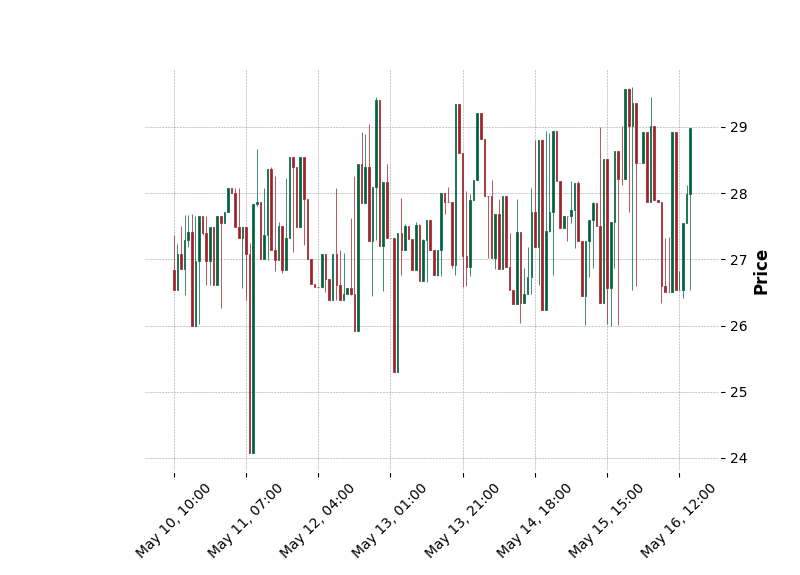 29
28
27
26
25
24
Price
May 10, 10:00
May 11, 07:00
May 12, 04:00
May 13, 01:00
May 13, 21:00
May 14, 18:00
May 15, 15:00
May 16, 12:00